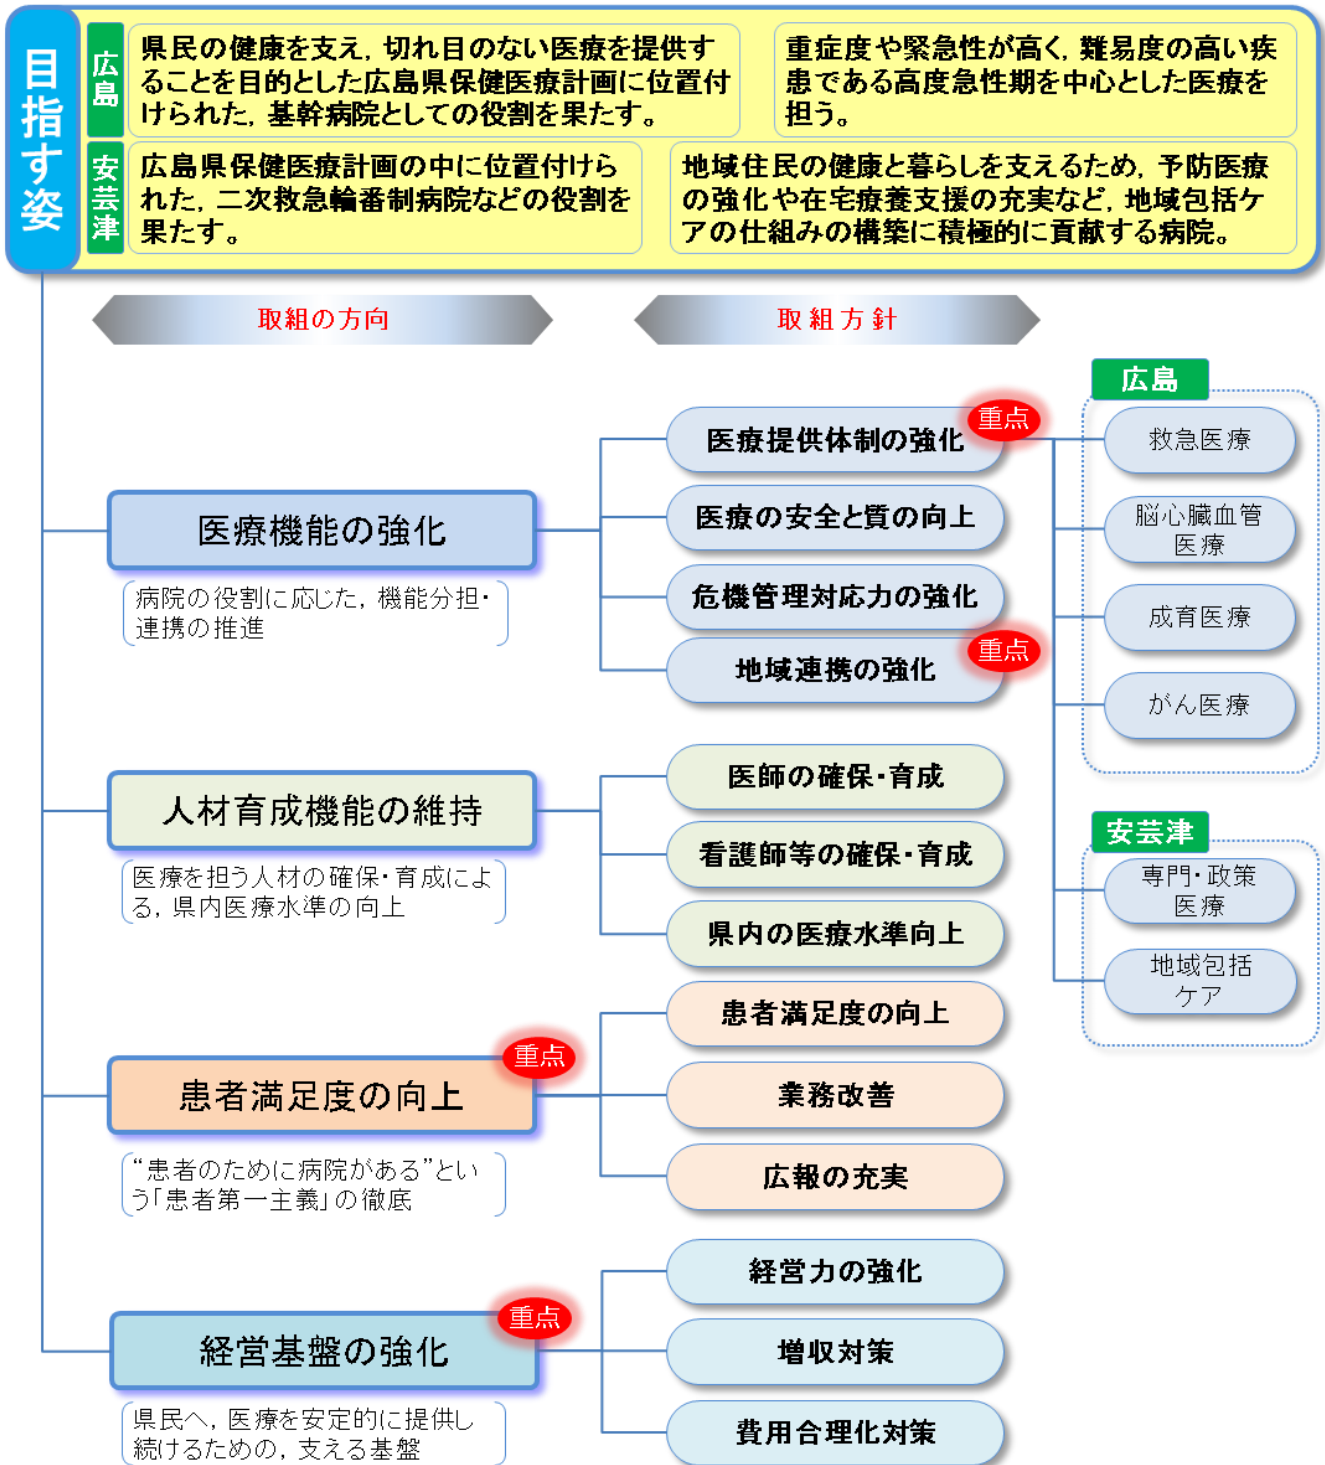 目指す姿
広島
県民の健康を支え，切れ目のない医療を提供す
ることを目的とした広島県保健医療計画に位置付
けられた，基幹病院としての役割を果たす。
重症度や緊急性が高く，難易度の高い疾
患である高度急性期を中心とした医療を
担う。
安芸津
広島県保健医療計画の中に位置付けら
れた，二次救急輪番制病院などの役割を
果たす。
地域住民の健康と暮らしを支えるため，予防医療
の強化や在宅療養支援の充実など，地域包括ケ
アの仕組みの構築に積極的に貢献する病院。
取組の方向
取組方針
医療機能の強化
病院の役割に応じた，機能分担・
連携の推進
医療提供体制の強化
重点
医療の安全と質の向上
危機管理対応力の強化
地域連携の強化
重点
広島
救急医療
脳心臓血管
医療
成育医療
がん医療
安芸津
専門・政策
医療
地域包括
ケア
人材育成機能の維持
医療を担う人材の確保・育成によ
る，県内医療水準の向上
医師の確保・育成
看護師等の確保・育成
県内の医療水準向上
患者満足度の向上
重点
“患者のために病院がある”とい
う「患者第一主義」の徹底
患者満足度の向上
業務改善
広報の充実
経営基盤の強化
重点
県民へ，医療を安定的に提供し
続けるための，支える基盤
経営力の強化
増収対策
費用合理化対策